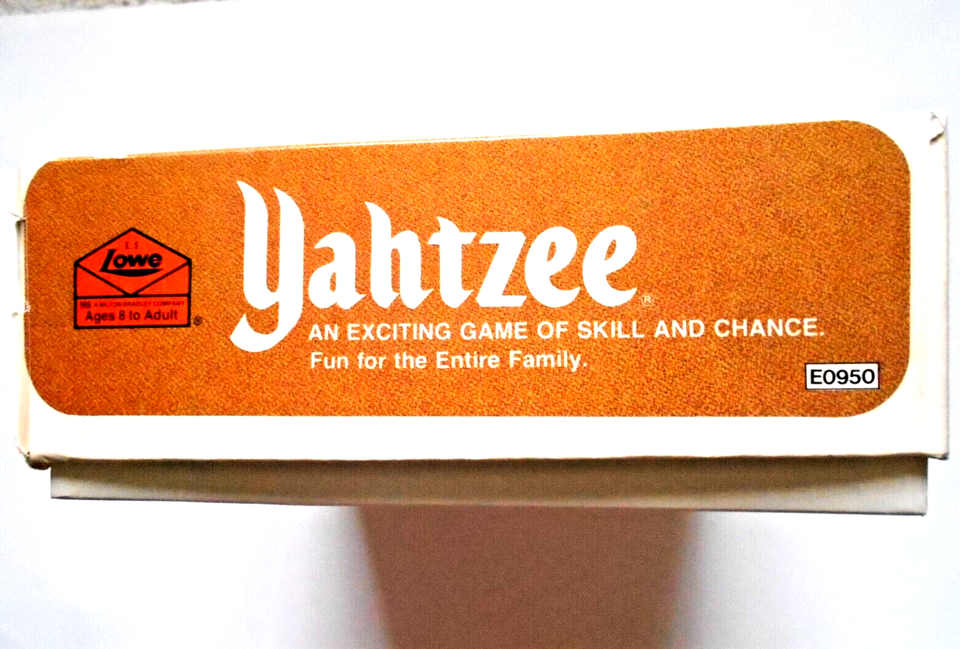 E S
Lowe
MB A MILTON BRADLEY COMPANY
Ages 8 to Adult
®
Yahtzee®
AN EXCITING GAME OF SKILL AND CHANCE.
Fun for the Entire Family.
E0950